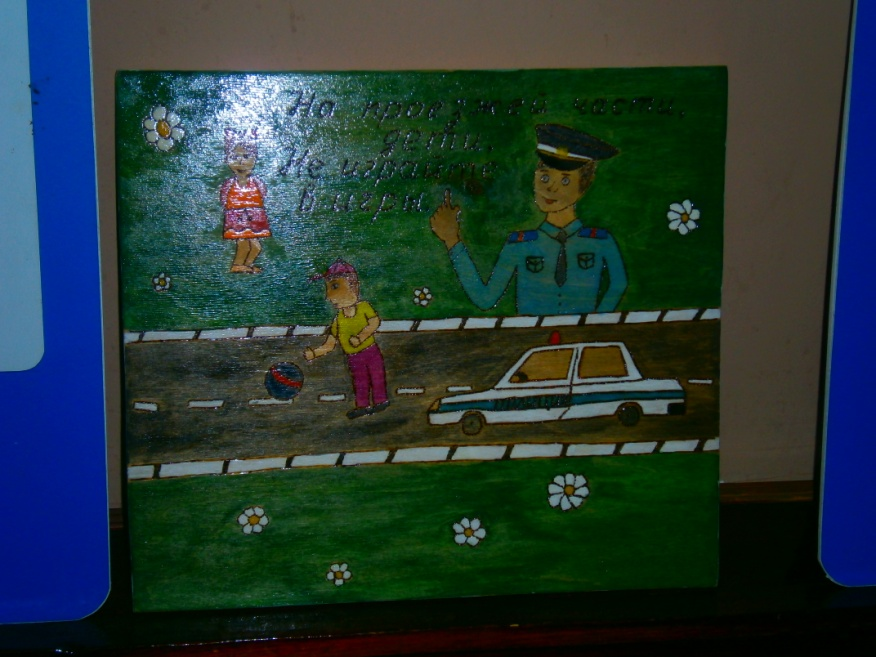 На проезжей части,
дети,
Не играйте
в игры